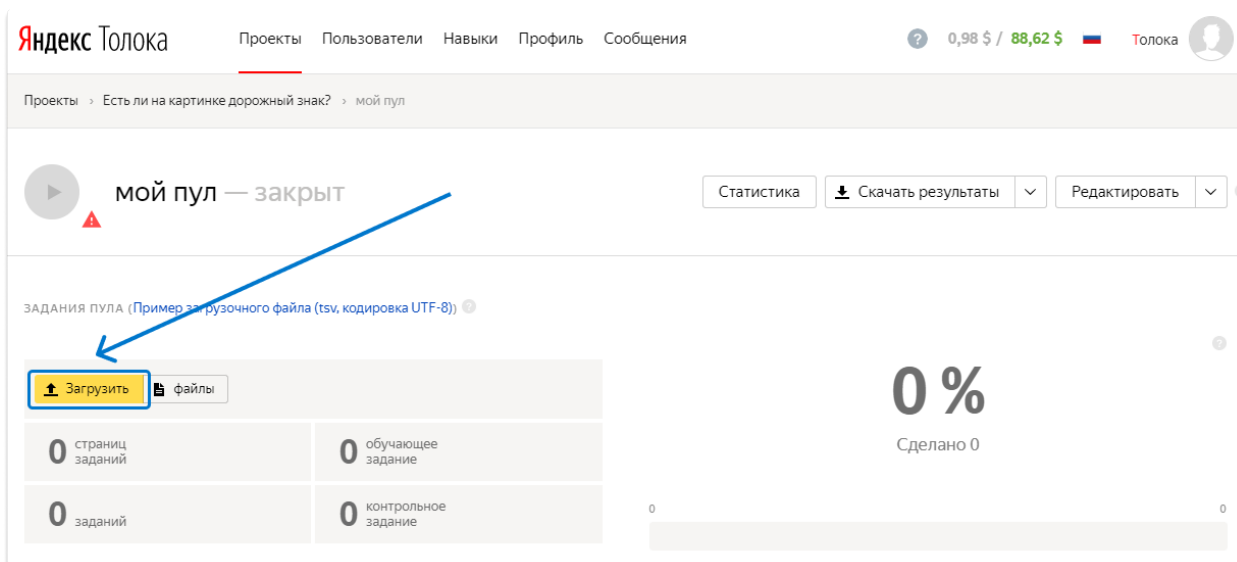 Яндекс Толока
Проекты Пользователи Навыки Профиль Сообщения
? 0,98 $ / 88,62 $ Толока
Проекты › Есть ли на картинке дорожный знак? › мой пул
мой пул — закрыт
Статистика Скачать результаты Редактировать
ЗАДАНИЯ ПУЛА (Пример загрузочного файла (tsv, кодировка UTF-8)) ?
?
Загрузить файлы
0 %
Сделано 0
0 страниц заданий
0 обучающее задание
0 заданий
0 контрольное задание
0 0